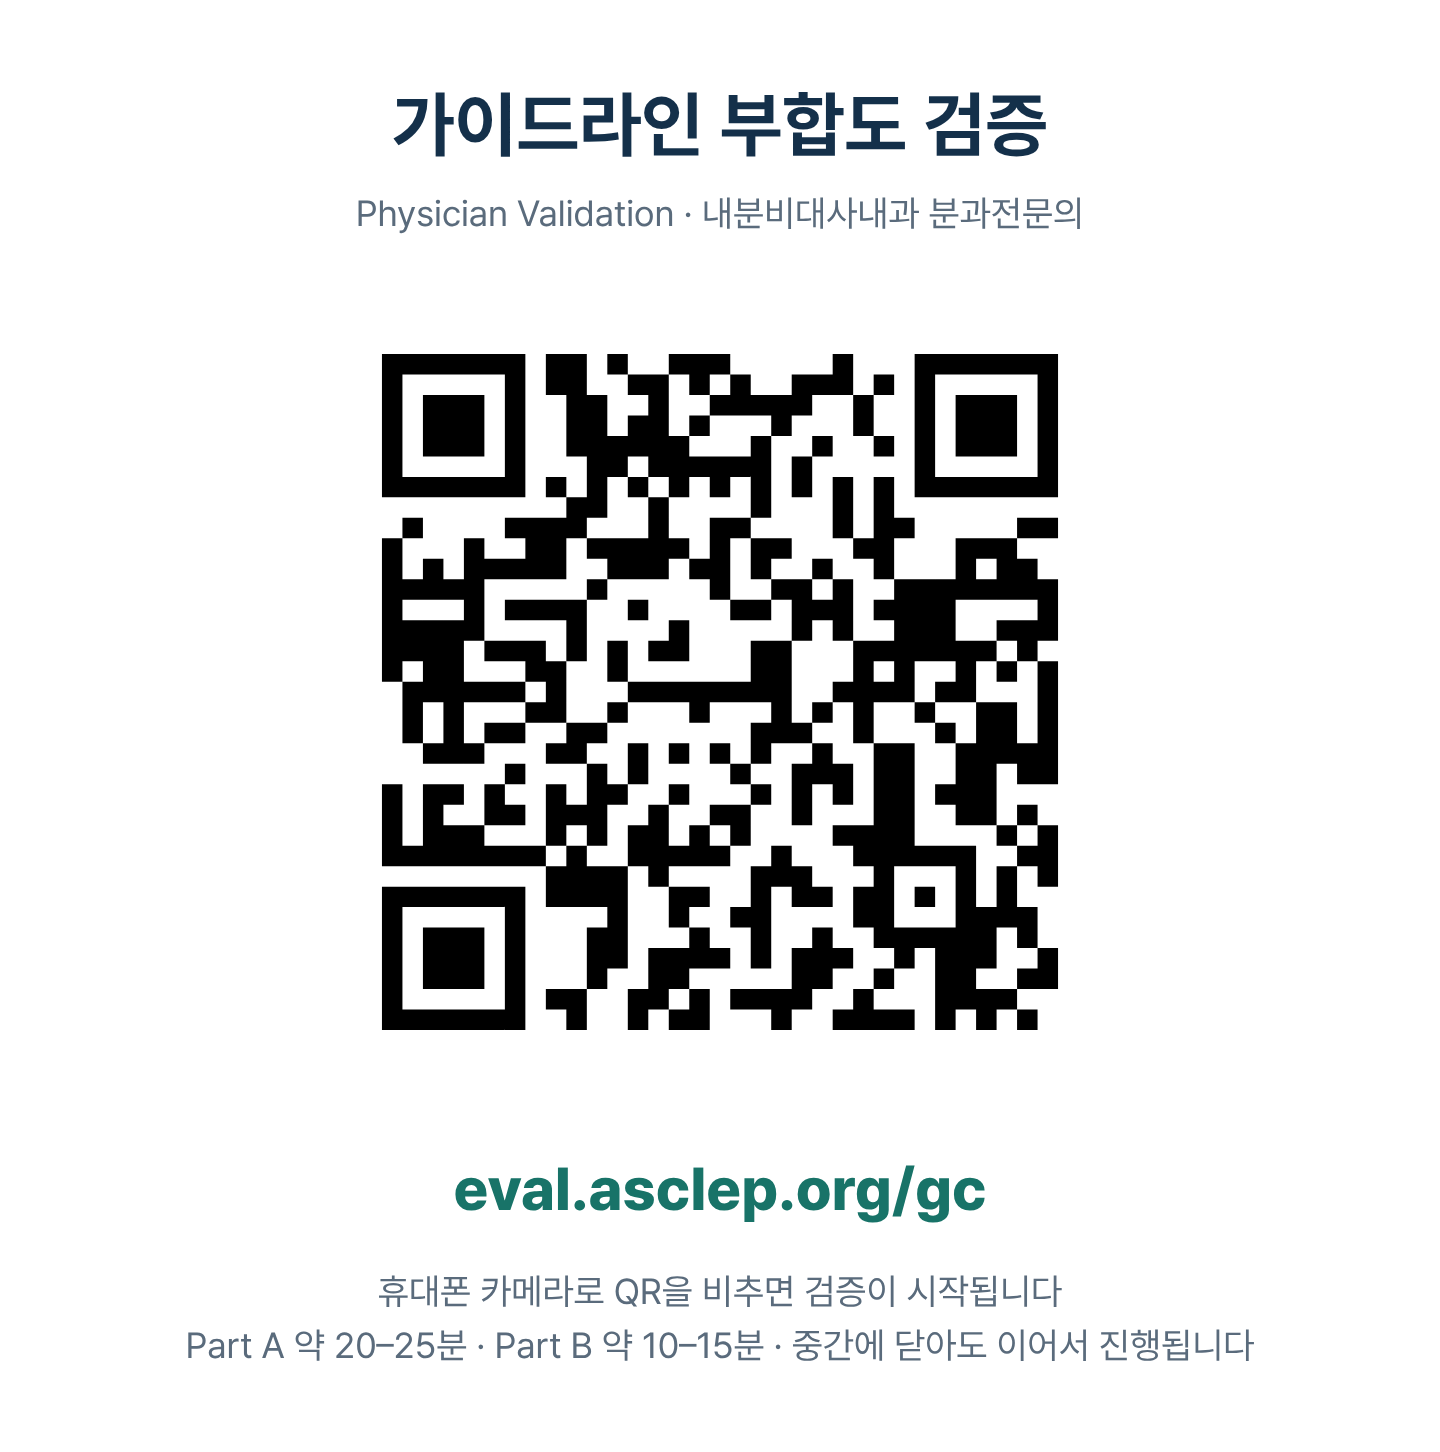 가이드라인 부합도 검증
Physician Validation · 내분비대사내과 분과전문의
eval.asclep.org/gc
휴대폰 카메라로 QR을 비추면 검증이 시작됩니다
Part A 약 20–25분 · Part B 약 10–15분 · 중간에 닫아도 이어서 진행됩니다